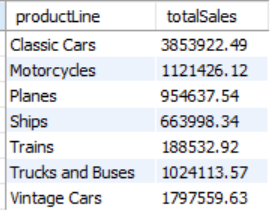 productLine totalSales
Classic Cars 3853922.49
Motorcycles 1121426.12
Planes 954637.54
Ships 663998.34
Trains 188532.92
Trucks and Buses 1024113.57
Vintage Cars 1797559.63